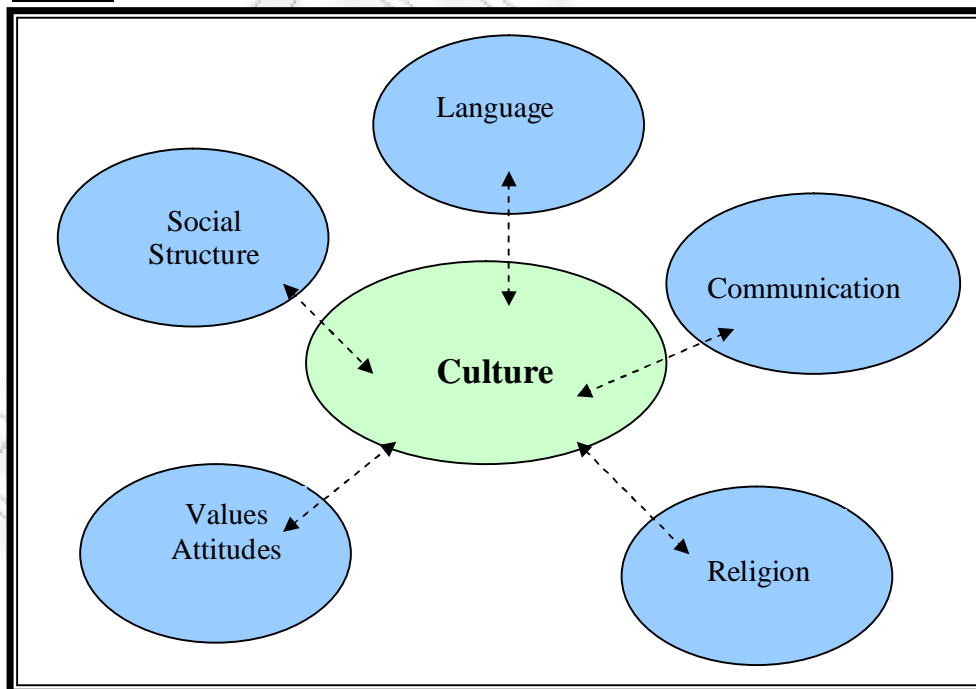 Language
Social
Structure
Communication
Culture
Values
Attitudes
Religion